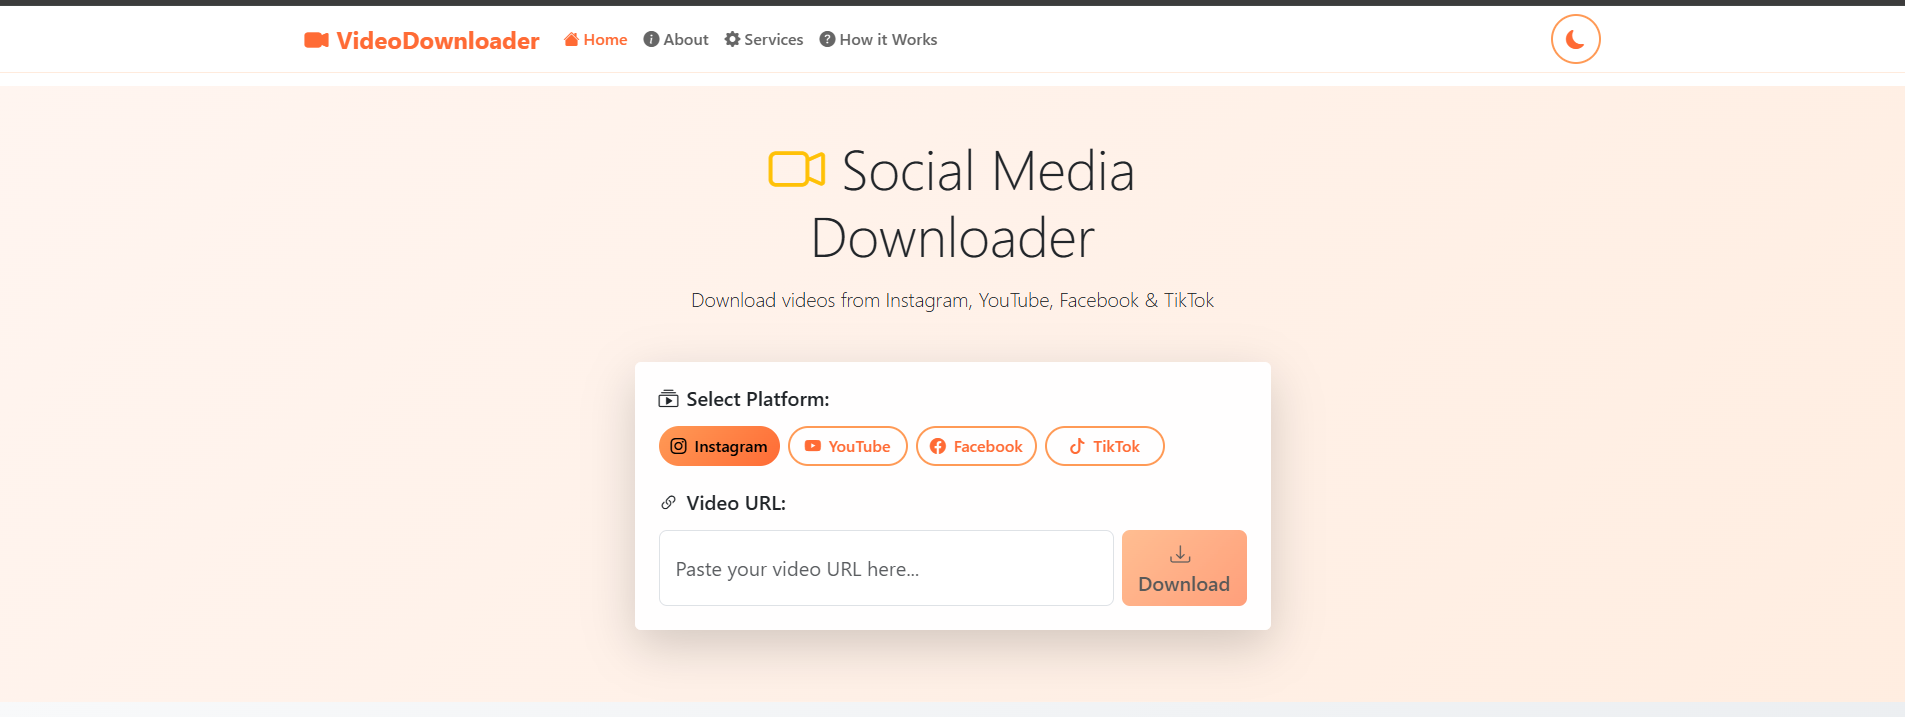 VideoDownloader Home About Services How it Works
Social Media
Downloader
Download videos from Instagram, YouTube, Facebook & TikTok
Select Platform:
Instagram YouTube Facebook TikTok
Video URL:
Paste your video URL here...
Download